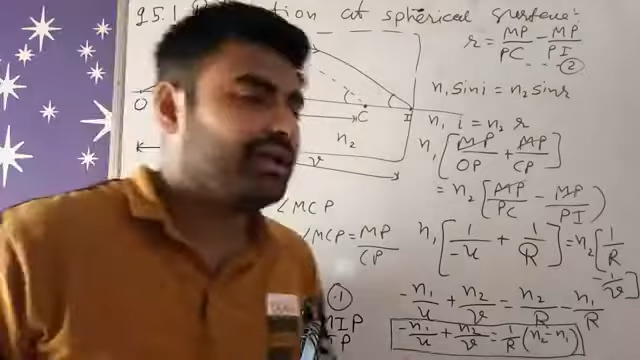 95.1 R tion at spherical surface:
O
C
I
n₂
v
∠MCP
∠MCP = MP/CP
①
MIP
r = MP/PC - MP/PI
----- ②
n₁ sin i = n₂ sin r
n₁ i = n₂ r
n₁ [MP/OP + MP/CP]
= n₂ (MP/PC - MP/PI)
n₁ [1/-u + 1/R] = n₂ [1/R - 1/v]
-n₁/u + n₂/v = n₂/R - n₁/R
-n₁/u + n₂/v = 1/R (n₂ - n₁)